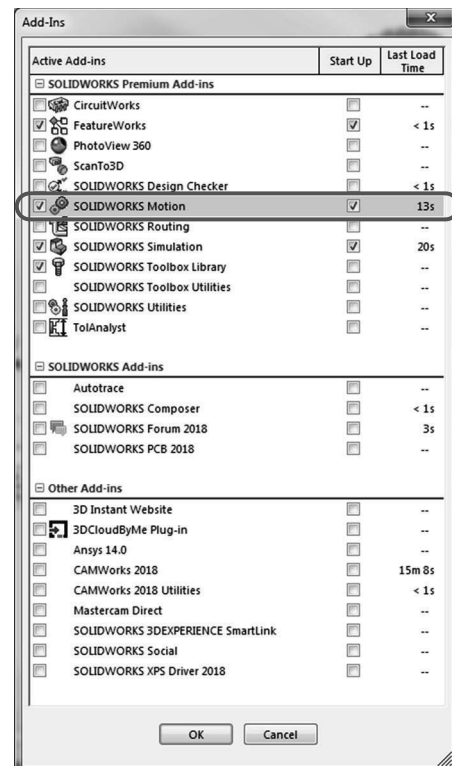 Add-Ins
x
Active Add-ins Start Up Last Load Time
SOLIDWORKS Premium Add-ins
CircuitWorks --
FeatureWorks < 1s
PhotoView 360 --
ScanTo3D --
SOLIDWORKS Design Checker < 1s
SOLIDWORKS Motion 13s
SOLIDWORKS Routing --
SOLIDWORKS Simulation 20s
SOLIDWORKS Toolbox Library --
SOLIDWORKS Toolbox Utilities --
SOLIDWORKS Utilities --
TolAnalyst --
SOLIDWORKS Add-ins
Autotrace --
SOLIDWORKS Composer < 1s
SOLIDWORKS Forum 2018 3s
SOLIDWORKS PCB 2018 --
Other Add-ins
3D Instant Website --
3DCloudByMe Plug-in --
Ansys 14.0 --
CAMWorks 2018 15m 8s
CAMWorks 2018 Utilities < 1s
Mastercam Direct --
SOLIDWORKS 3DEXPERIENCE SmartLink --
SOLIDWORKS Social --
SOLIDWORKS XPS Driver 2018 --
OK Cancel